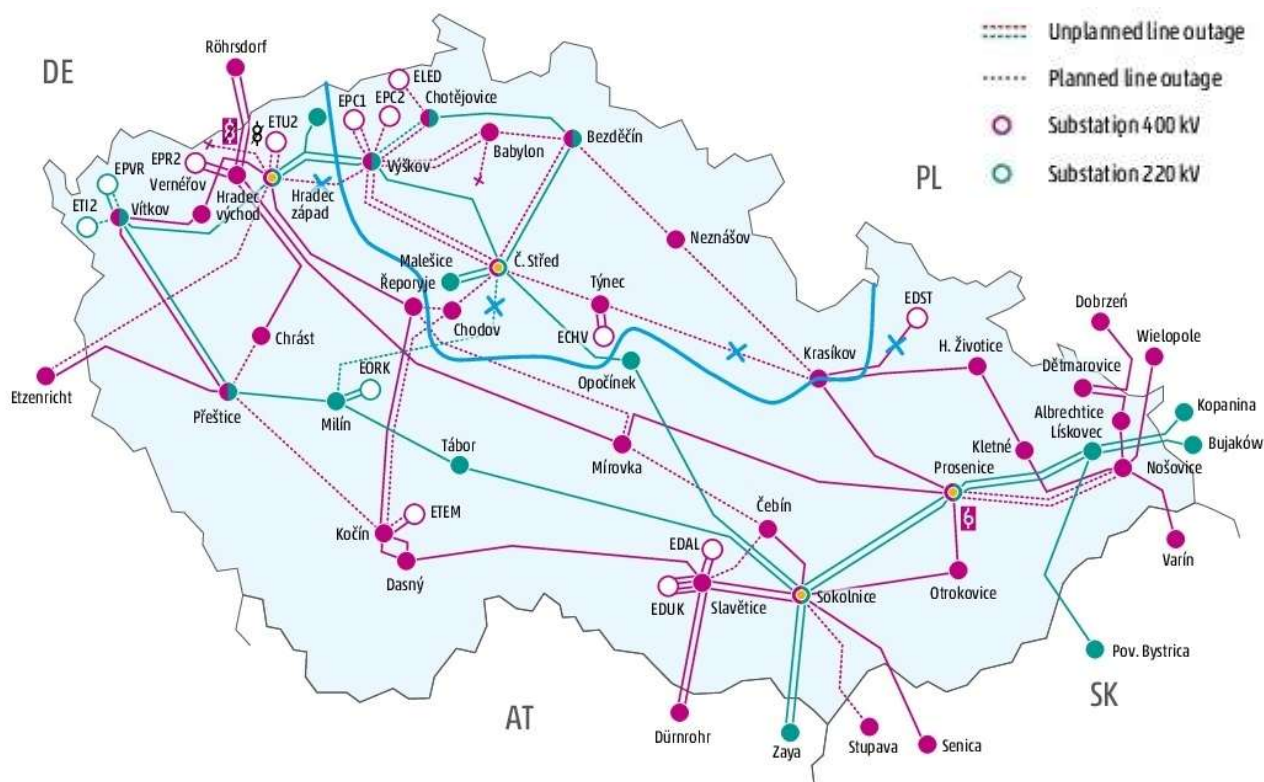 Röhrsdorf
DE
ELED
EPC1
EPC2
Chotějovice
ETU2
EPR2
Vernéřov
EPVR
Hradec
východ
Hradec
západ
Výškov
Babylon
Bezděčín
ETI2
Vítkov
Unplanned line outage
Planned line outage
Substation 400 kV
Substation 220 kV
PL
Neznášov
Malešice
Č. Střed
Řeporyje
Chodov
Týnec
ECHV
EDST
Dobrzeń
Wielopole
Chrást
Krasíkov
H. Životice
Dětmarovice
Etzenricht
Přeštice
EORK
Milín
Opočínek
Albrechtice
Lískovec
Kopanina
Bujaków
Tábor
Mírovka
Kletné
Prosenice
Nošovice
Kočín
ETEM
Dasný
Čebín
EDAL
EDUK
Slavětice
Sokolnice
Otrokovice
Varín
Pov. Bystrica
SK
AT
Dürnrohr
Zaya
Stupava
Senica